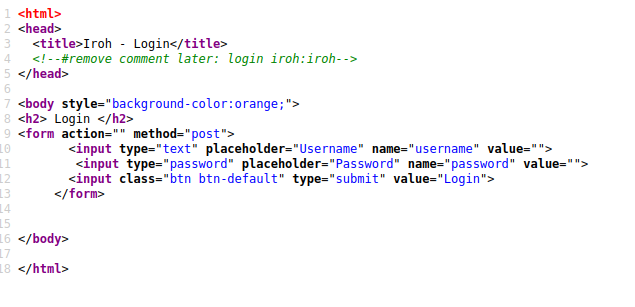 1 <html>
2 <head>
3 <title>Iroh - Login</title>
4 <!--#remove comment later: login iroh:iroh-->
5 </head>
6
7 <body style="background-color:orange;">
8 <h2> Login </h2>
9 <form action="" method="post">
10 <input type="text" placeholder="Username" name="username" value="">
11 <input type="password" placeholder="Password" name="password" value="">
12 <input class="btn btn-default" type="submit" value="Login">
13 </form>
14
15
16 </body>
17
18 </html>